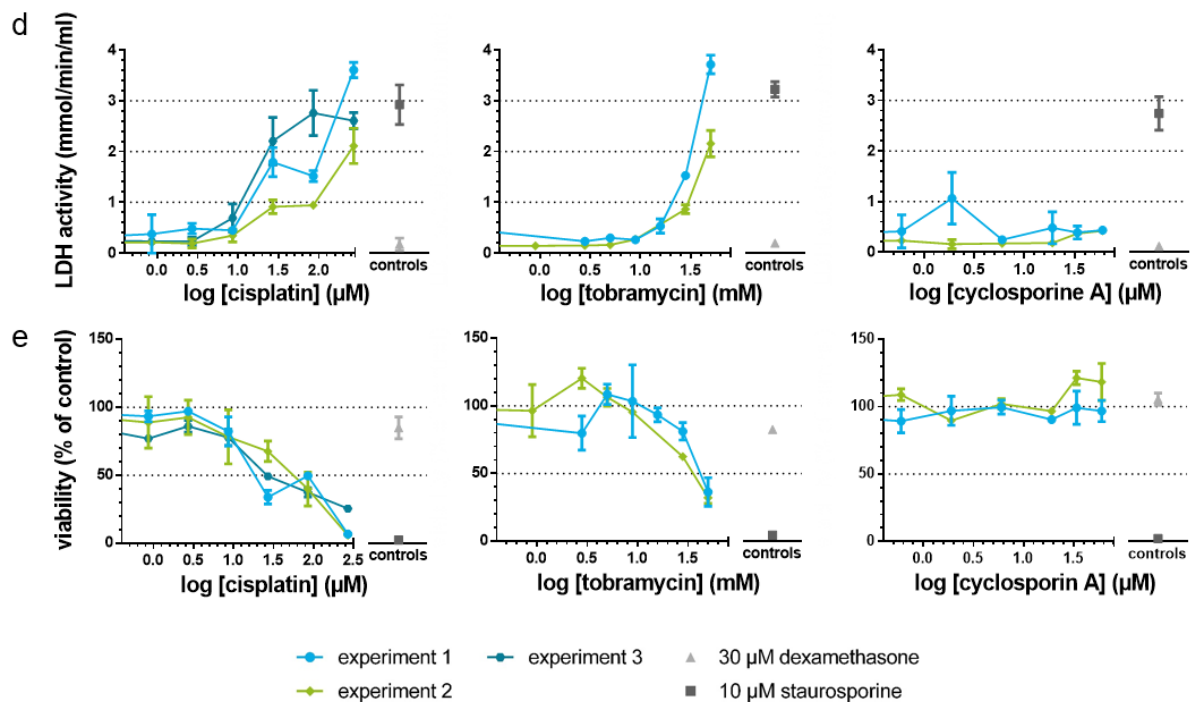 d
LDH activity (mmol/min/ml)
4
3
2
1
0
0.0 0.5 1.0 1.5 2.0
controls
log [cisplatin] (µM)
4
3
2
1
0
0.0 0.5 1.0 1.5
controls
log [tobramycin] (mM)
4
3
2
1
0
0.0 0.5 1.0 1.5
controls
log [cyclosporine A] (µM)
e
viability (% of control)
150
100
50
0
0.0 0.5 1.0 1.5 2.0 2.5
controls
log [cisplatin] (µM)
150
100
50
0
0.0 0.5 1.0 1.5
controls
log [tobramycin] (mM)
150
100
50
0
0.0 0.5 1.0 1.5
controls
log [cyclosporin A] (µM)
experiment 1 experiment 3 30 µM dexamethasone
experiment 2 10 µM staurosporine